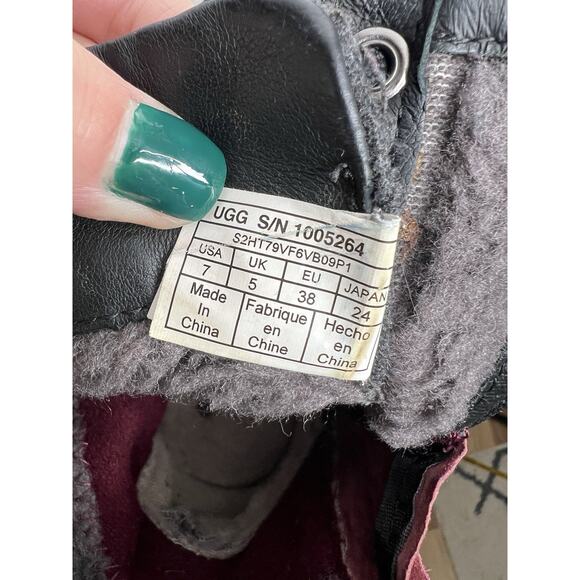 UGG S/N 1005264
S2HT79VF6VB09P1
USA UK EU JAPAN
7 5 38 24
Made Fabrique Hecho
In en en
China Chine China